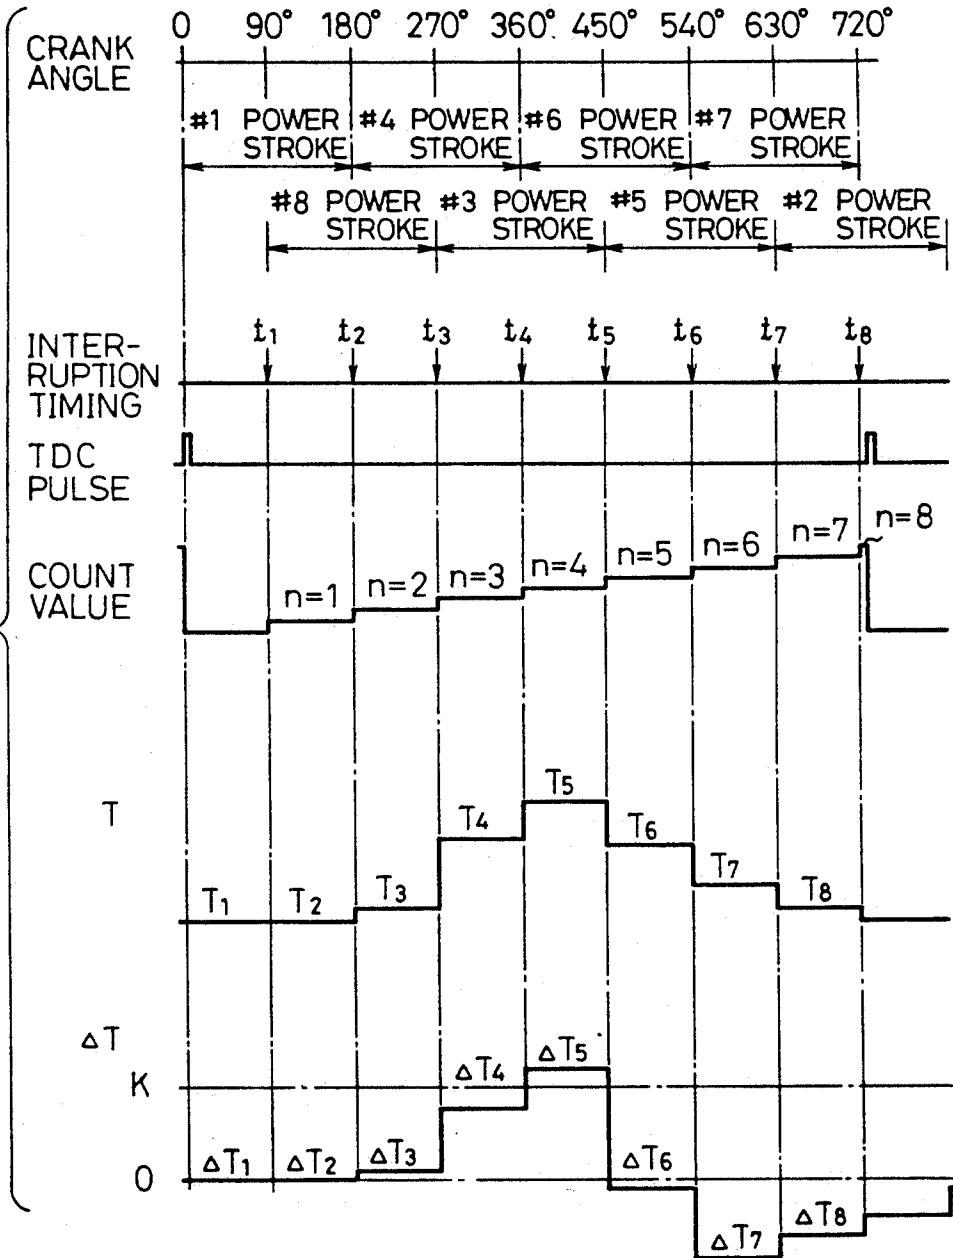 0 90° 180° 270° 360° 450° 540° 630° 720°
CRANK
ANGLE
#1 POWER #4 POWER #6 POWER #7 POWER
STROKE STROKE STROKE STROKE
#8 POWER #3 POWER #5 POWER #2 POWER
STROKE STROKE STROKE STROKE
t1 t2 t3 t4 t5 t6 t7 t8
INTER-
RUPTION
TIMING
TDC
PULSE
COUNT
VALUE
n=1 n=2 n=3 n=4 n=5 n=6 n=7 n=8
T
T1 T2 T3 T4 T5 T6 T7 T8
ΔT
K
0
ΔT1 ΔT2 ΔT3 ΔT4 ΔT5 ΔT6 ΔT7 ΔT8